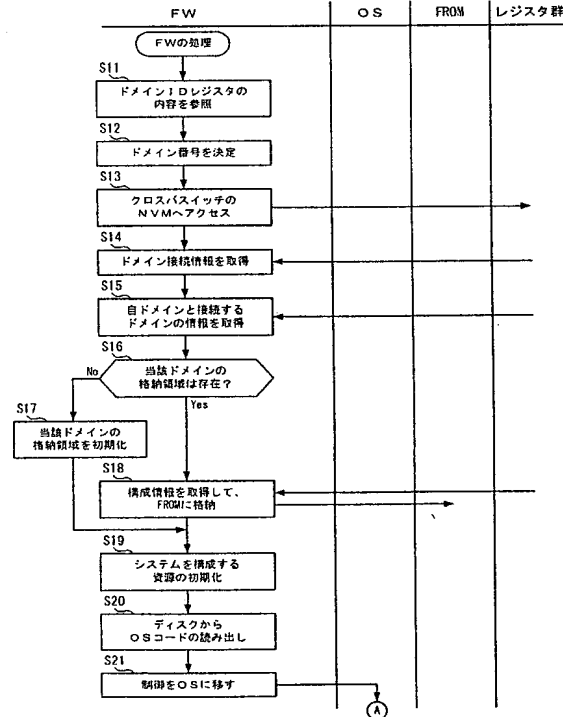 FW
OS
FROM
レジスタ群
FWの処理
S11
ドメインIDレジスタの
内容を参照
S12
ドメイン番号を決定
S13
クロスバスイッチの
NVMへアクセス
S14
ドメイン接続情報を取得
S15
自ドメインと接続する
ドメインの情報を取得
S16
当該ドメインの
格納領域は存在?
No
Yes
S17
当該ドメインの
格納領域を初期化
S18
構成情報を取得して、
FROMに格納
S19
システムを構成する
資源の初期化
S20
ディスクから
OSコードの読み出し
S21
制御をOSに移す
A